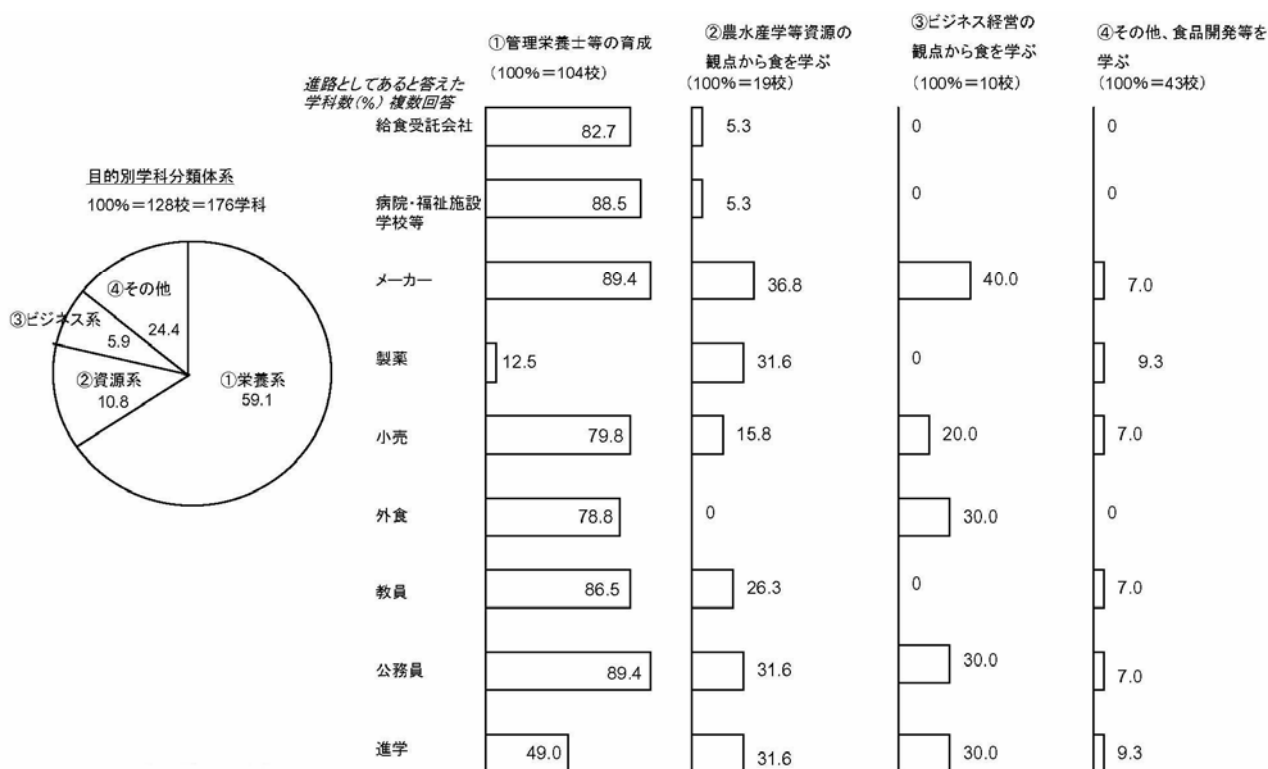 目的別学科分類体系
100%=128校=176学科
④その他
24.4
③ビジネス系
5.9
②資源系
10.8
①栄養系
59.1
進路としてあると答えた
学科数(%) 複数回答
①管理栄養士等の育成
(100%=104校)
②農水産学等資源の
観点から食を学ぶ
(100%=19校)
③ビジネス経営の
観点から食を学ぶ
(100%=10校)
④その他、食品開発等を
学ぶ
(100%=43校)
給食受託会社 82.7 5.3 0 0
病院・福祉施設
学校等 88.5 5.3 0 0
メーカー 89.4 36.8 40.0 7.0
製薬 12.5 31.6 0 9.3
小売 79.8 15.8 20.0 7.0
外食 78.8 0 30.0 0
教員 86.5 26.3 0 7.0
公務員 89.4 31.6 30.0 7.0
進学 49.0 31.6 30.0 9.3